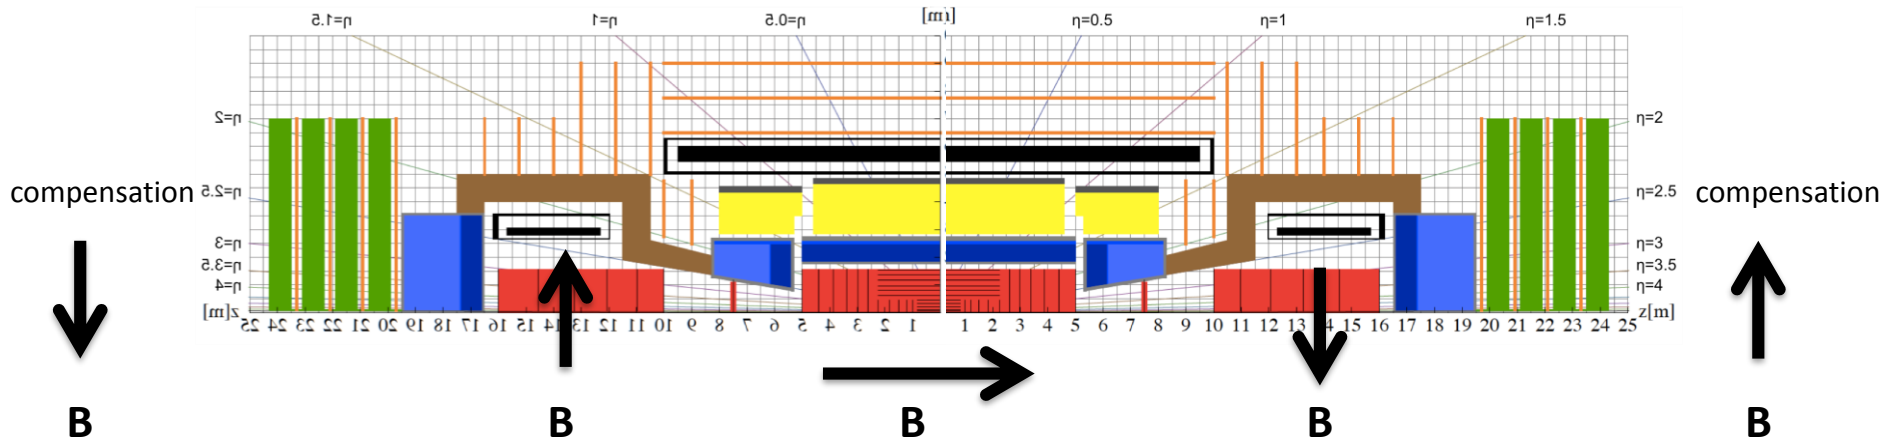 η=1.5 η=1 η=0.5 [m] η=0.5 η=1 η=1.5
η=2 η=2
compensation η=2.5 η=2.5 compensation
η=3 η=3
η=3.5 η=3.5
η=4 η=4
z[m] z[m]
25 24 23 22 21 20 19 18 17 16 15 14 13 12 11 10 9 8 7 6 5 4 3 2 1 1 2 3 4 5 6 7 8 9 10 11 12 13 14 15 16 17 18 19 20 21 22 23 24 25
B B B B B